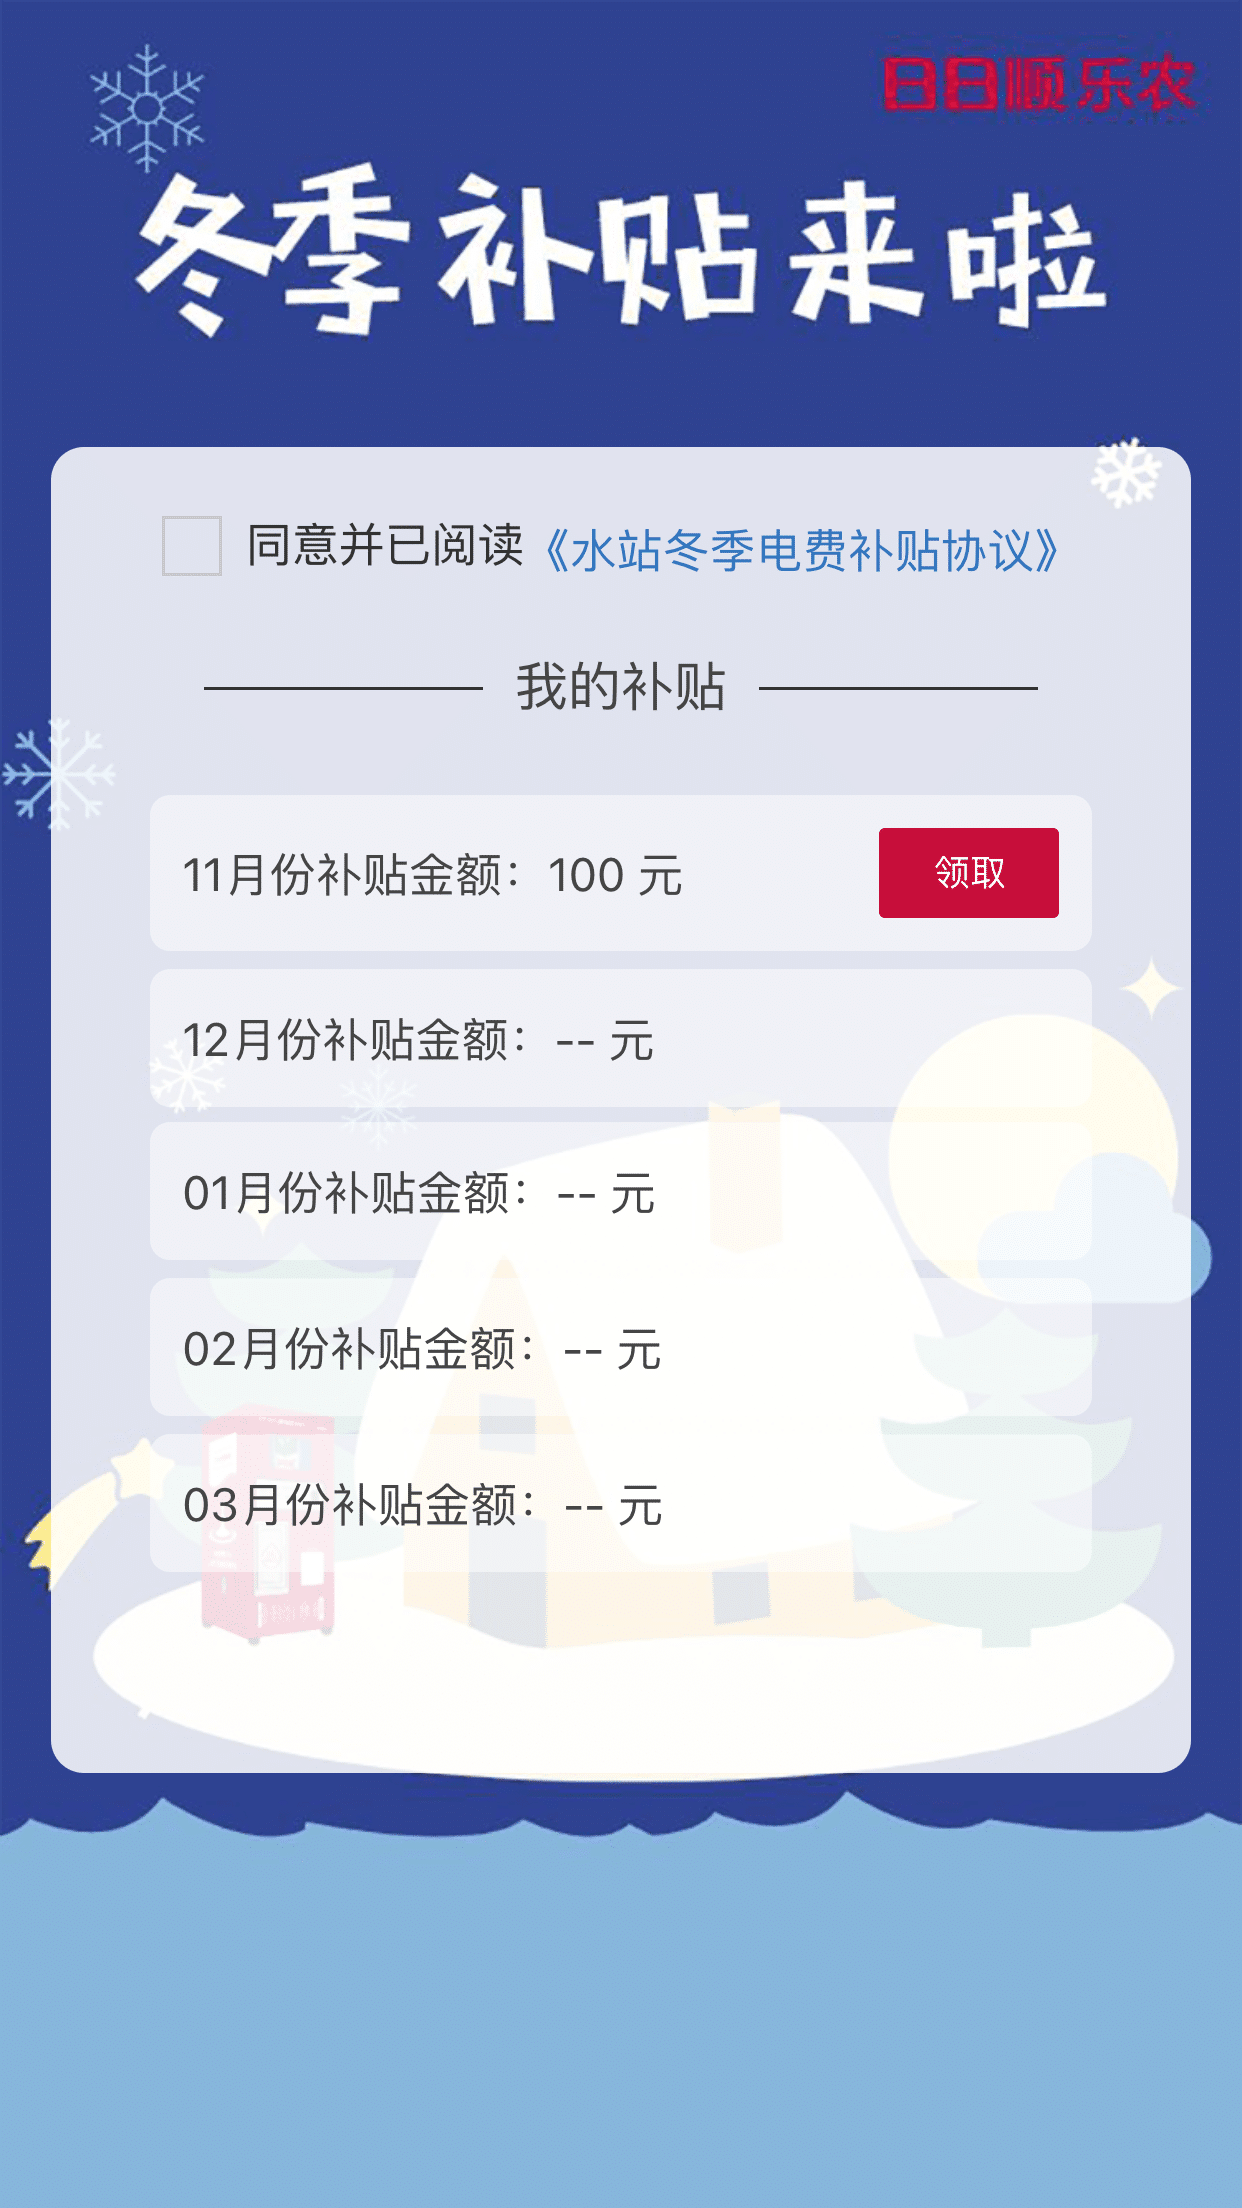 日日顺乐农
冬季补贴来啦
同意并已阅读《水站冬季电费补贴协议》
我的补贴
11月份补贴金额：100 元
领取
12月份补贴金额：-- 元
01月份补贴金额：-- 元
02月份补贴金额：-- 元
03月份补贴金额：-- 元